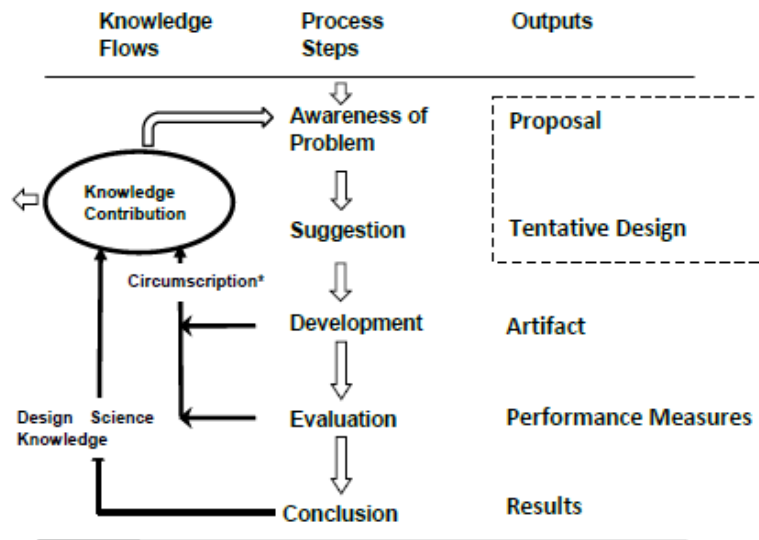 Knowledge
Flows
Process
Steps
Outputs
Awareness of
Problem
Proposal
Knowledge
Contribution
Suggestion
Tentative Design
Circumscription*
Development
Artifact
Design Science
Knowledge
Evaluation
Performance Measures
Conclusion
Results